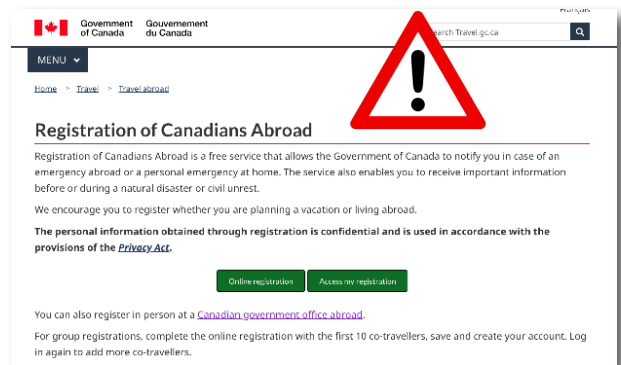 Français
Government Gouvernement
of Canada du Canada
earch Travel.gc.ca
MENU
Home > Travel > Travel abroad
Registration of Canadians Abroad
Registration of Canadians Abroad is a free service that allows the Government of Canada to notify you in case of an
emergency abroad or a personal emergency at home. The service also enables you to receive important information
before or during a natural disaster or civil unrest.
We encourage you to register whether you are planning a vacation or living abroad.
The personal information obtained through registration is confidential and is used in accordance with the
provisions of the Privacy Act.
Online registration Access my registration
You can also register in person at a Canadian government office abroad.
For group registrations, complete the online registration with the first 10 co-travellers, save and create your account. Log
in again to add more co-travellers.